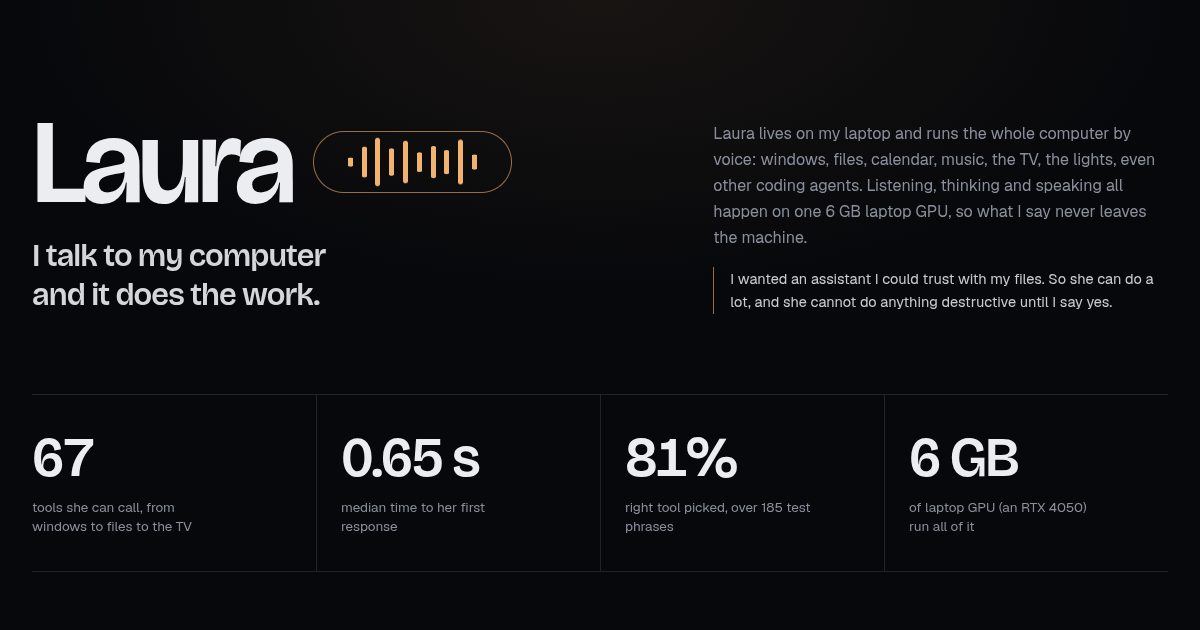 Laura
I talk to my computer
and it does the work.
Laura lives on my laptop and runs the whole computer by
voice: windows, files, calendar, music, the TV, the lights, even
other coding agents. Listening, thinking and speaking all
happen on one 6 GB laptop GPU, so what I say never leaves
the machine.
I wanted an assistant I could trust with my files. So she can do a
lot, and she cannot do anything destructive until I say yes.
67
tools she can call, from
windows to files to the TV
0.65 s
median time to her first
response
81%
right tool picked, over 185 test
phrases
6 GB
of laptop GPU (an RTX 4050)
run all of it